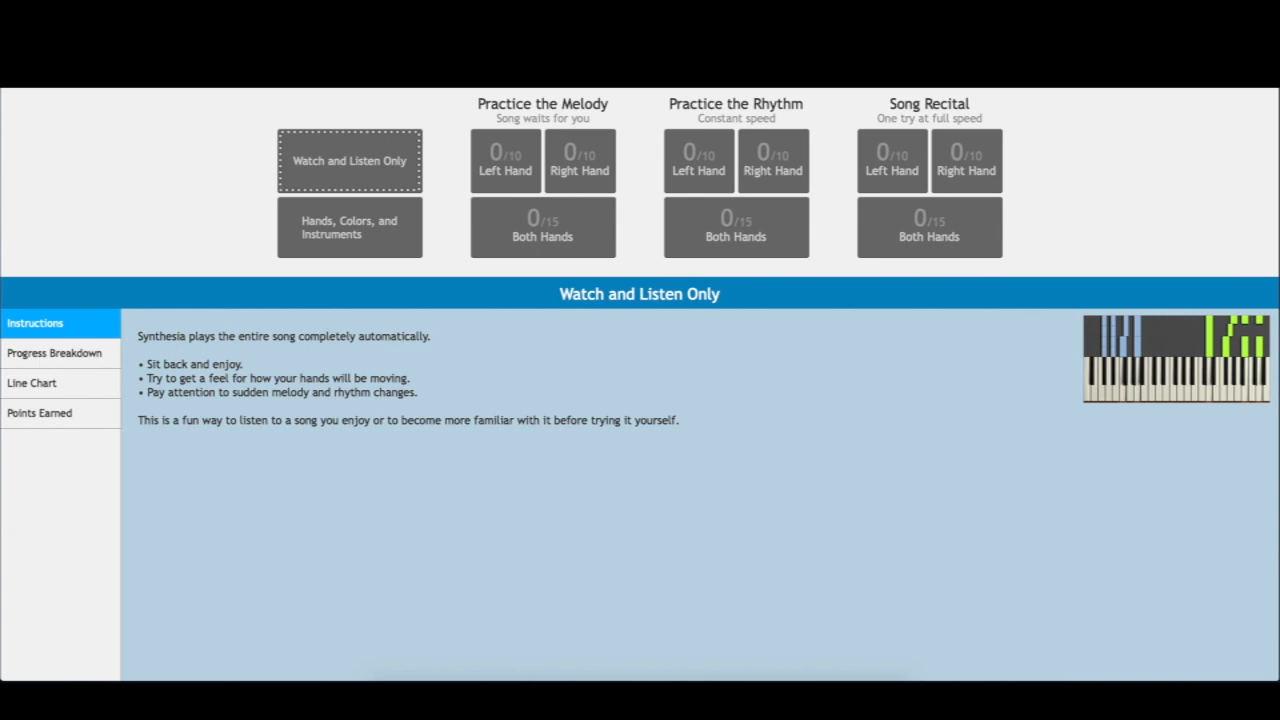 Practice the Melody
Song waits for you
Practice the Rhythm
Constant speed
Song Recital
One try at full speed
Watch and Listen Only
0/10
Left Hand
0/10
Right Hand
0/10
Left Hand
0/10
Right Hand
0/10
Left Hand
0/10
Right Hand
Hands, Colors, and
Instruments
0/15
Both Hands
0/15
Both Hands
0/15
Both Hands
Watch and Listen Only
Instructions
Progress Breakdown
Line Chart
Points Earned
Synthesia plays the entire song completely automatically.
• Sit back and enjoy.
• Try to get a feel for how your hands will be moving.
• Pay attention to sudden melody and rhythm changes.
This is a fun way to listen to a song you enjoy or to become more familiar with it before trying it yourself.